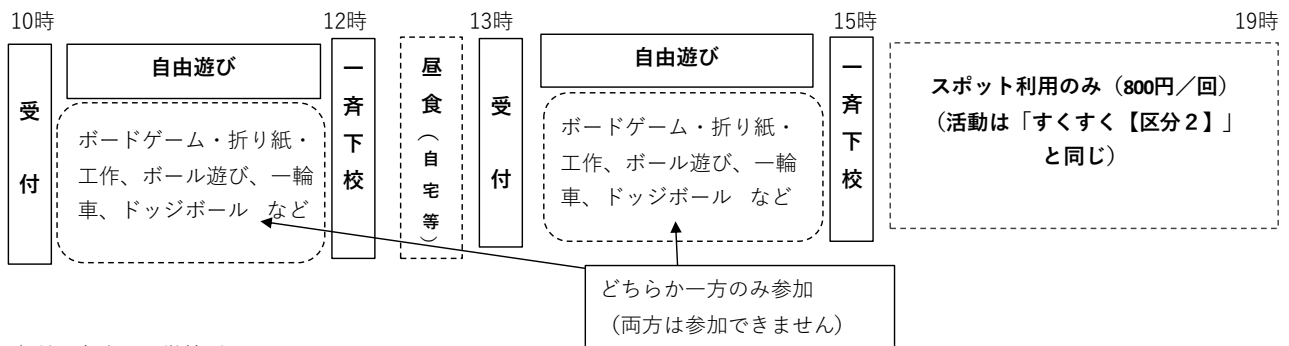 10時
12時
13時
15時
19時
受付
自由遊び
ボードゲーム・折り紙・
工作、ボール遊び、一輪
車、ドッジボール など
一斉下校
昼食(自宅等)
受付
自由遊び
ボードゲーム・折り紙・
工作、ボール遊び、一輪
車、ドッジボール など
一斉下校
スポット利用のみ(800円/回)
(活動は「すくすく【区分2】」
と同じ)
どちらか一方のみ参加
(両方は参加できません)